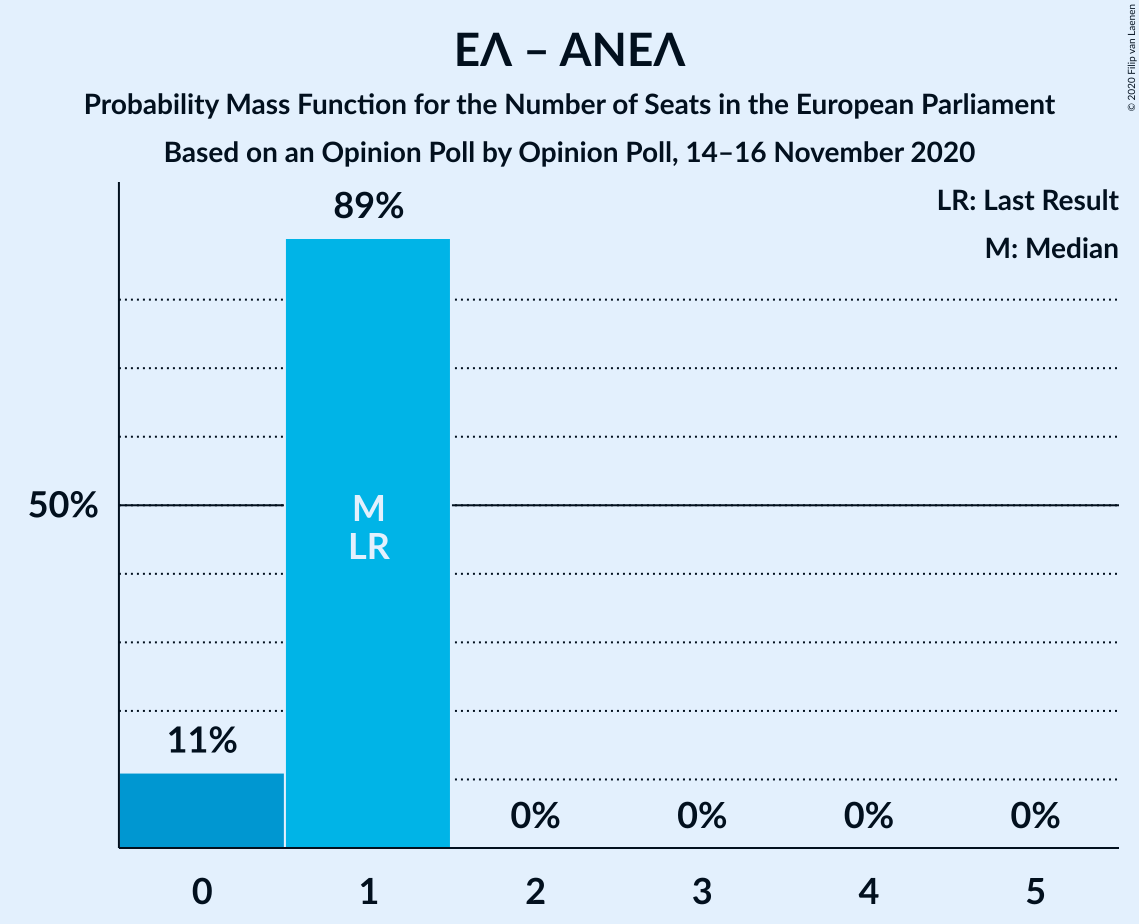 ΕΛ – ΑΝΕΛ
Probability Mass Function for the Number of Seats in the European Parliament
Based on an Opinion Poll by Opinion Poll, 14–16 November 2020
© 2020 Filip van Laenen
LR: Last Result
M: Median
89%
50%
M
LR
11%
0% 0% 0% 0%
0 1 2 3 4 5